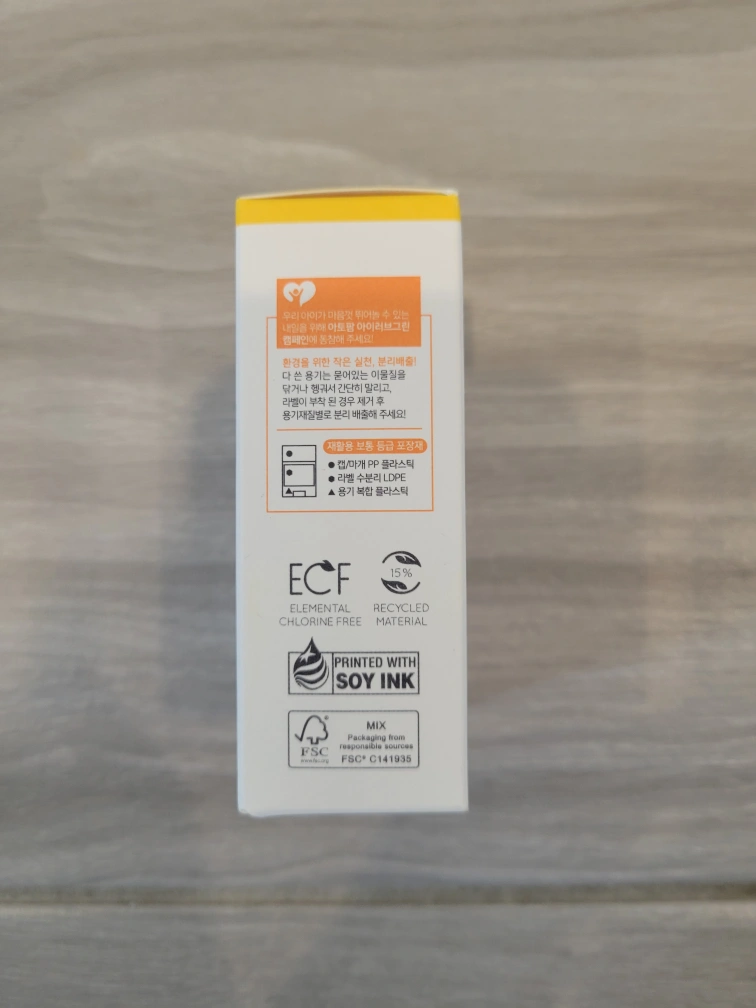 우리 아이가 마음껏 뛰어놀 수 있는
내일을 위해 아토팜 아이러브그린
캠페인에 동참해 주세요!
환경을 위한 작은 실천, 분리배출!
다 쓴 용기는 묻어있는 이물질을
닦거나 헹궈서 간단히 말리고,
라벨이 부착 된 경우 제거 후
용기재질별로 분리 배출해 주세요!
재활용 보통 등급 포장재
● 캡/마개 PP 플라스틱
● 라벨 수분리 LDPE
▲ 용기 복합 플라스틱
ECF
ELEMENTAL
CHLORINE FREE
15%
RECYCLED
MATERIAL
PRINTED WITH
SOY INK
FSC
www.fsc.org
MIX
Packaging from
responsible sources
FSC® C141935